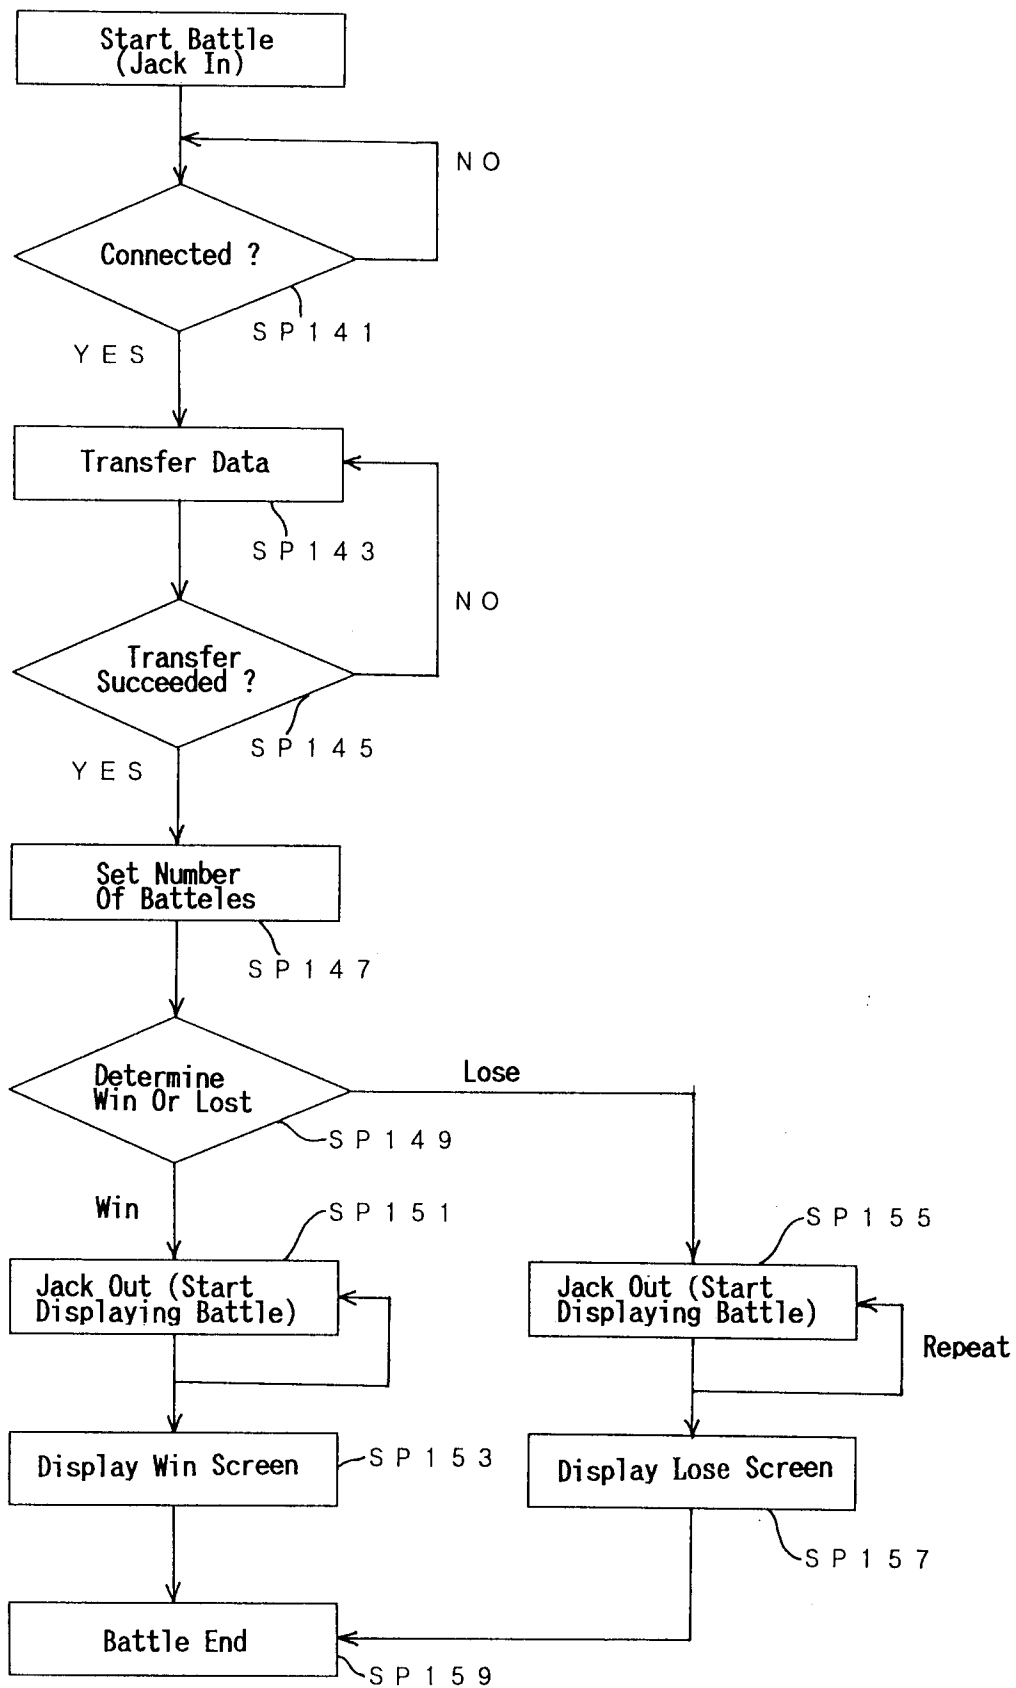 Start Battle
(Jack In)
NO
Connected ?
SP141
YES
Transfer Data
SP143
NO
Transfer
Succeeded ?
SP145
YES
Set Number
Of Batteles
SP147
Lose
Determine
Win Or Lost
SP149
Win
SP151
SP155
Jack Out (Start
Displaying Battle)
Jack Out (Start
Displaying Battle)
Repeat
Display Win Screen
SP153
Display Lose Screen
SP157
Battle End
SP159